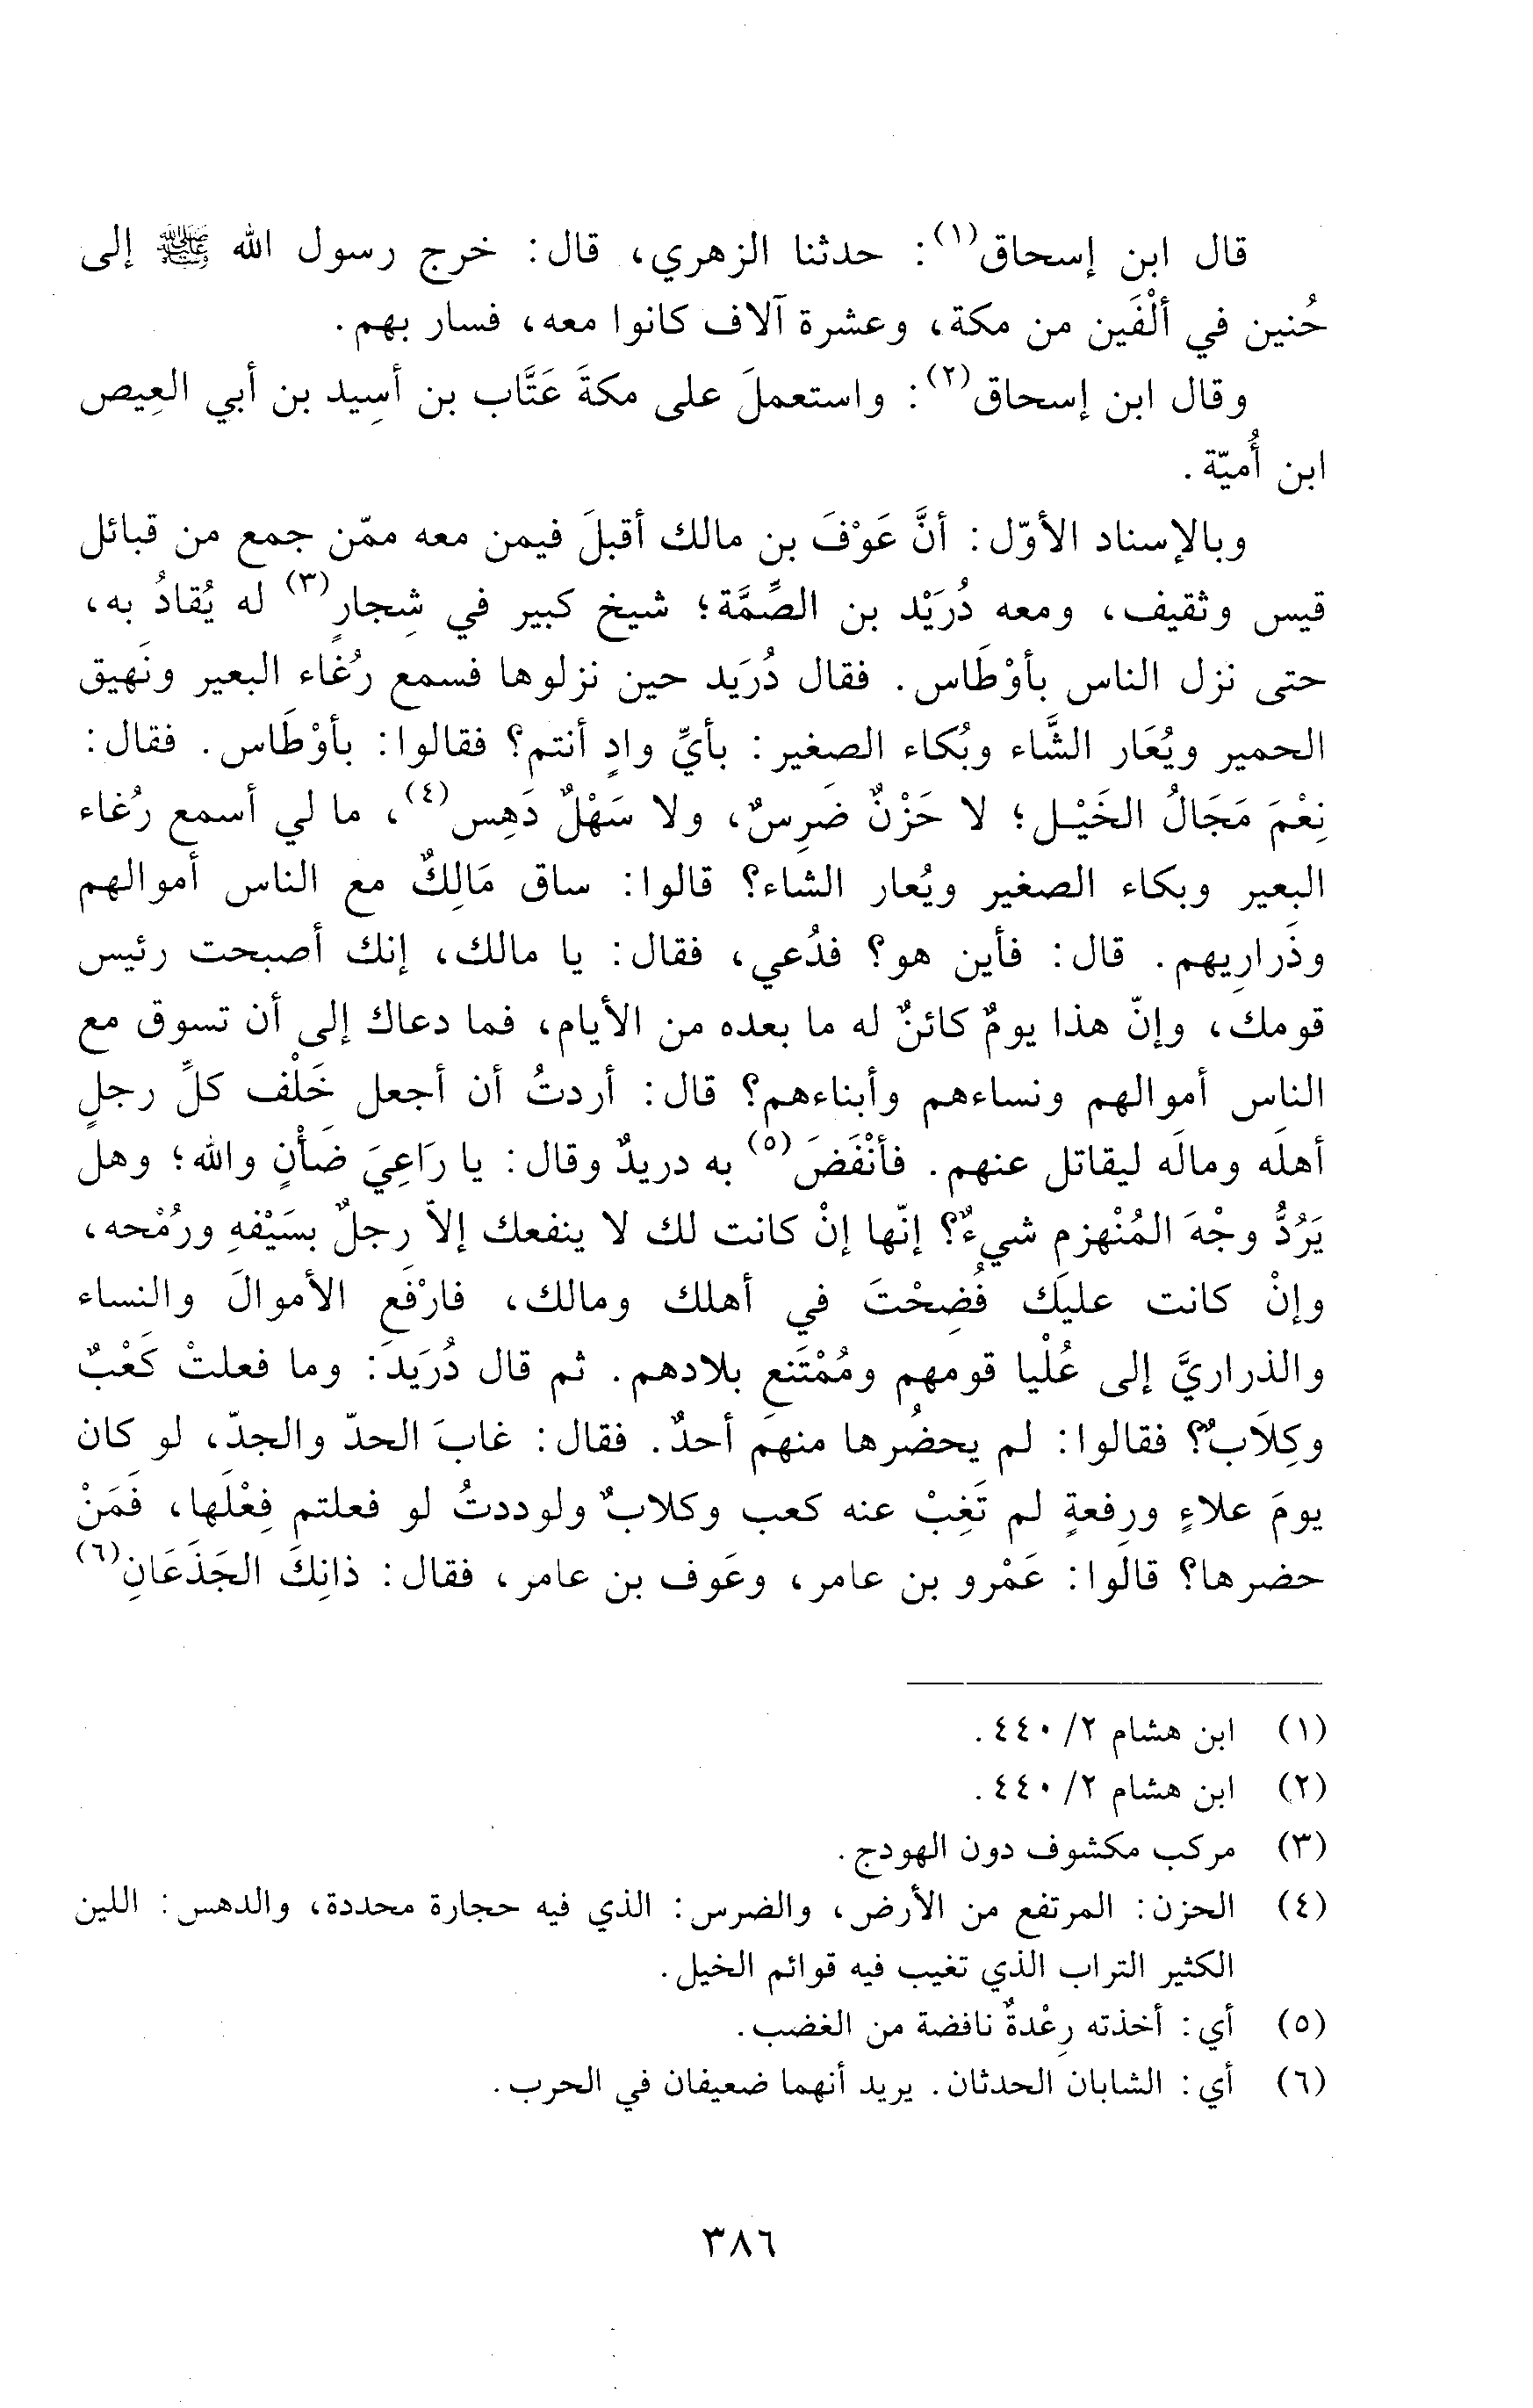 قال ابن إسحاق(١): حدثنا الزهري، قال: خرج رسول الله ﷺ إلى
حُنين في ألْفَين من مكة، وعشرة آلاف كانوا معه، فسار بهم.
وقال ابن إسحاق(٢): واستعملَ على مكةَ عَتَّاب بن أسِيد بن أبي العِيص
ابن أُميّة.
وبالإسناد الأوّل: أنَّ عَوْفَ بن مالك أقبلَ فيمن معه ممّن جمع من قبائل
قيس وثقيف، ومعه دُرَيْد بن الصِّمَّة؛ شيخ كبير في شِجارٍ(٣) له يُقادُ به،
حتى نزل الناس بأوْطَاس. فقال دُرَيد حين نزلوها فسمع رُغَاء البعير ونَهيق
الحمير ويُعَار الشَّاء وبُكاء الصغير: بأيِّ وادٍ أنتم؟ فقالوا: بأوْطَاس. فقال:
نِعْمَ مَجَالُ الخَيْل؛ لا حَزْنٌ ضَرِسٌ، ولا سَهْلٌ دَهِس(٤)، ما لي أسمع رُغاء
البعير وبكاء الصغير ويُعار الشاء؟ قالوا: ساق مَالِكٌ مع الناس أموالهم
وذَرارِيهم. قال: فأين هو؟ فدُعي، فقال: يا مالك، إنك أصبحت رئيس
قومك، وإنّ هذا يومٌ كائنٌ له ما بعده من الأيام، فما دعاك إلى أن تسوق مع
الناس أموالهم ونساءهم وأبناءهم؟ قال: أردتُ أن أجعل خَلْف كلِّ رجلٍ
أهلَه ومالَه ليقاتل عنهم. فأنْفَضَ(٥) به دريدٌ وقال: يا رَاعِيَ ضَأْنٍ والله؛ وهل
يَرُدُّ وجْهَ المُنْهزم شيءٌ؟ إنّها إنْ كانت لك لا ينفعك إلاّ رجلٌ بسَيْفهِ ورُمْحه،
وإنْ كانت عليك فُضِحْتَ في أهلك ومالك، فارْفَع الأموالَ والنساء
والذراريَّ إلى عُلْيا قومهم ومُمْتَنع بلادهم. ثم قال دُرَيد: وما فعلتْ كَعْبٌ
وكِلاَبٌ؟ فقالوا: لم يحضُرها منهم أحدٌ. فقال: غابَ الحدّ والجدّ، لو كان
يومَ علاءٍ ورِفعةٍ لم تَغِبْ عنه كعب وكلابٌ ولوددتُ لو فعلتم فِعْلَها، فَمَنْ
حضرها؟ قالوا: عَمْرو بن عامر، وعَوف بن عامر، فقال: ذانِكَ الجَذَعَانِ(٦)
(١) ابن هشام ٢/ ٤٤٠.
(٢) ابن هشام ٢/ ٤٤٠.
(٣) مركب مكشوف دون الهودج.
(٤) الحزن: المرتفع من الأرض، والضرس: الذي فيه حجارة محددة، والدهس: اللين
الكثير التراب الذي تغيب فيه قوائم الخيل.
(٥) أي: أخذته رِعْدةٌ نافضة من الغضب.
(٦) أي: الشابان الحدثان. يريد أنهما ضعيفان في الحرب.
٣٨٦